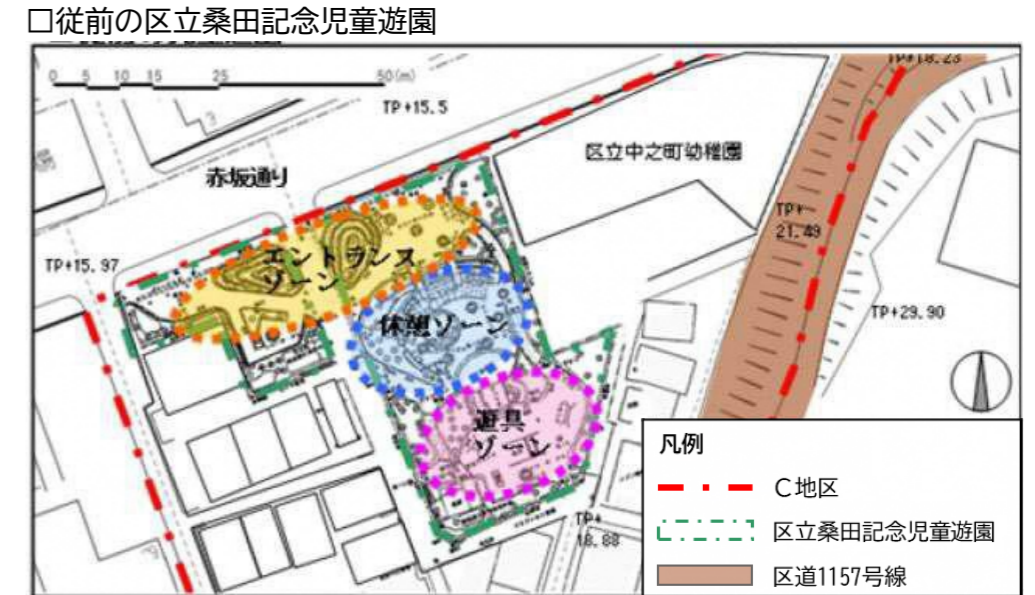 □従前の区立桑田記念児童遊園
0 5 10 15 25 50(m)
TP+18.23
TP+15.5
区立中之町幼稚園
赤坂通り
TP+
21.49
エントランス
ゾーン
TP+15.97
TP+29.90
休憩ゾーン
遊具
ゾーン
TP+
18.88
凡例
C地区
区立桑田記念児童遊園
区道1157号線